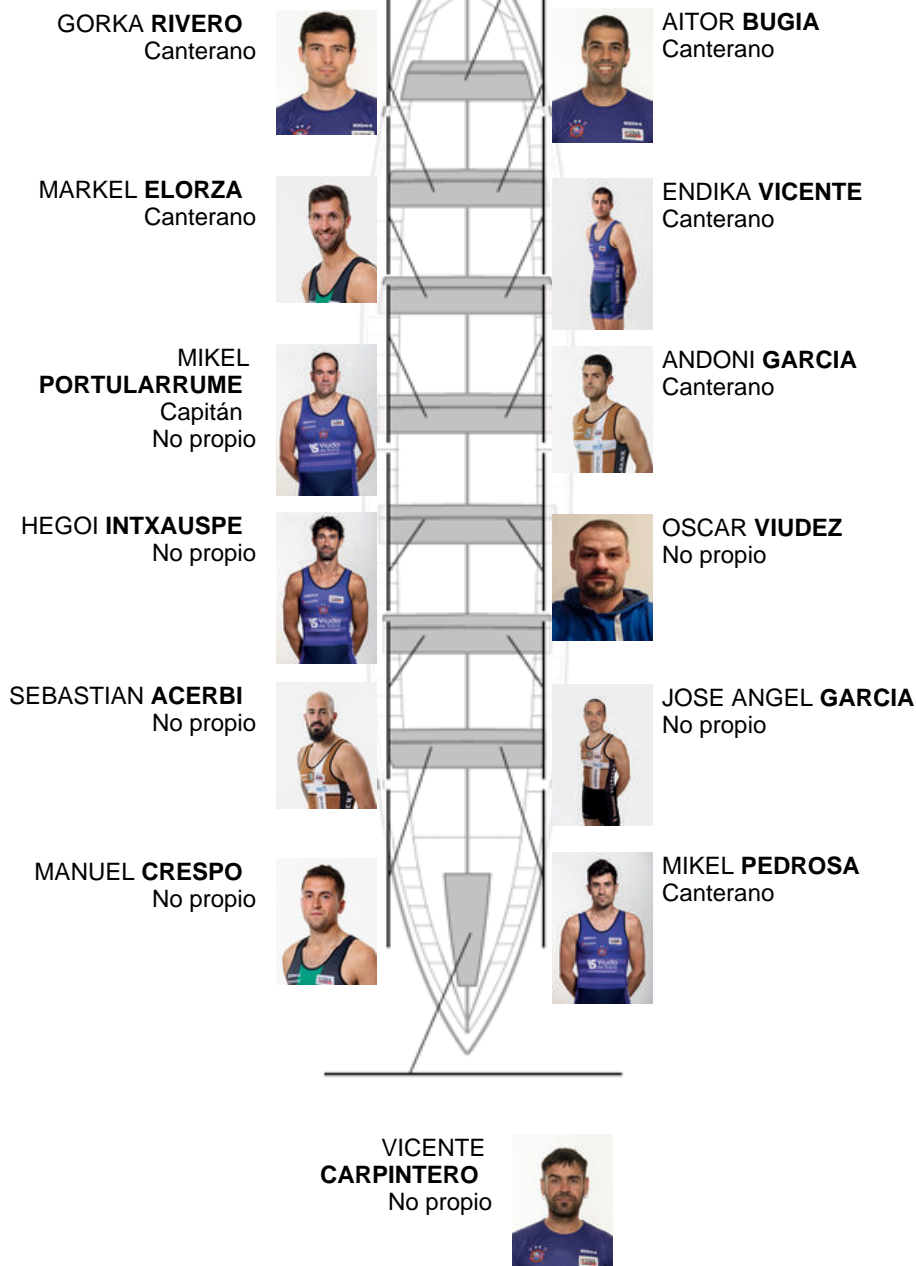 GORKA RIVERO
Canterano
AITOR BUGIA
Canterano
MARKEL ELORZA
Canterano
ENDIKA VICENTE
Canterano
MIKEL
PORTULARRUME
Capitán
No propio
ANDONI GARCIA
Canterano
HEGOI INTXAUSPE
No propio
OSCAR VIUDEZ
No propio
SEBASTIAN ACERBI
No propio
JOSE ANGEL GARCIA
No propio
MANUEL CRESPO
No propio
MIKEL PEDROSA
Canterano
VICENTE
CARPINTERO
No propio